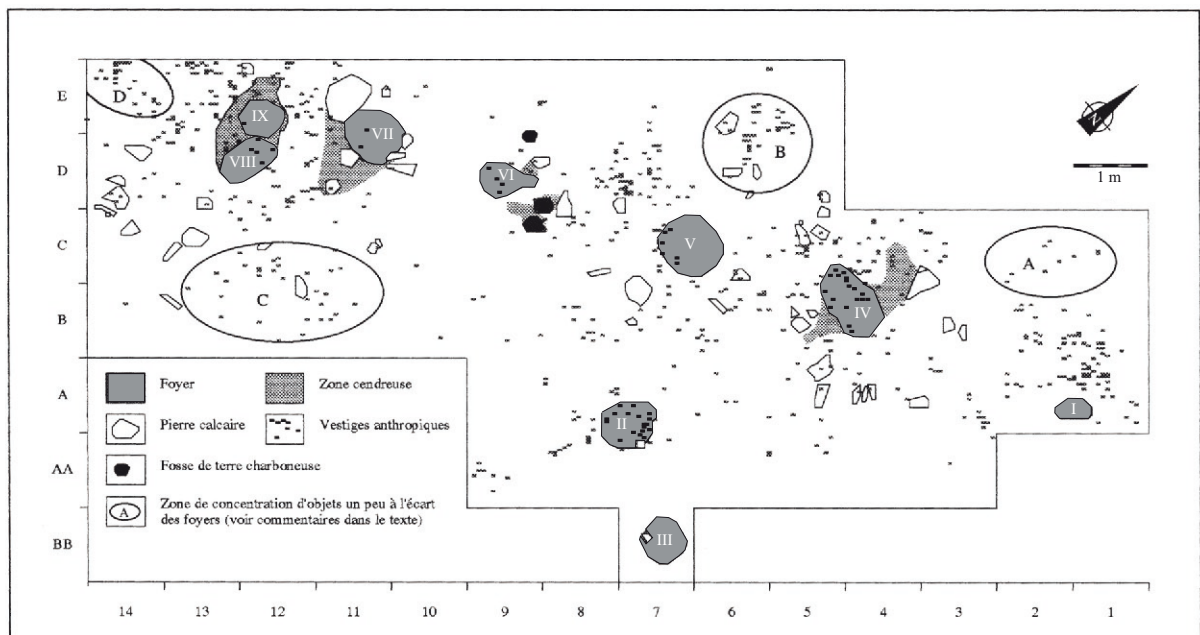 E
D
C
B
A
AA
BB
D
IX
VIII
VII
VI
B
V
A
C
IV
I
II
III
N
1 m
Foyer
Zone cendreuse
Pierre calcaire
Vestiges anthropiques
Fosse de terre charboneuse
A
Zone de concentration d'objets un peu à l'écart
des foyers (voir commentaires dans le texte)
14 13 12 11 10 9 8 7 6 5 4 3 2 1